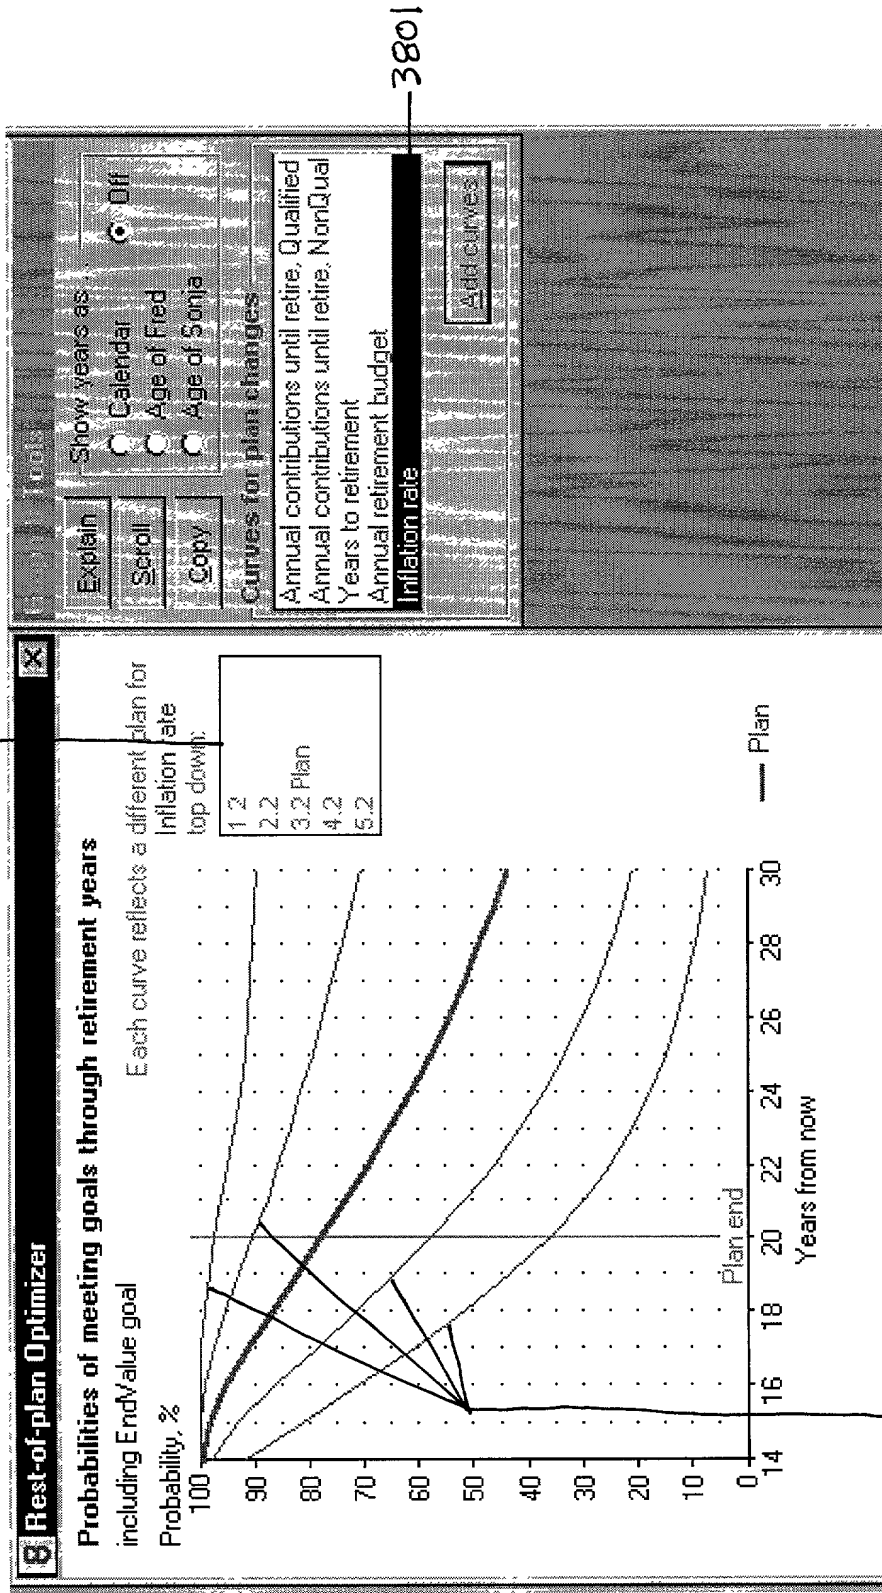 Rest-of-plan Optimizer
Probabilities of meeting goals through retirement years
including EndValue goal
Each curve reflects a different plan for
Inflation rate
top down:
1.2
2.2
3.2 Plan
4.2
5.2
Probability, %
100
90
80
70
60
50
40
30
20
10
0
14 16 18 20 22 24 26 28 30
Plan end
Years from now
Plan
Explain
Scroll
Copy
Show years as ...
Calendar
Off
Age of Fred
Age of Sonja
Curves for plan changes
Annual contributions until retire, Qualified
Annual contributions until retire, NonQual
Years to retirement
Annual retirement budget
Inflation rate
Add curves
3801